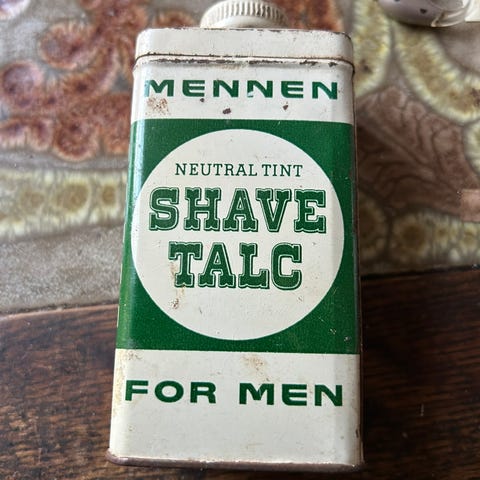 MENNEN
NEUTRAL TINT
SHAVE
TALC
FOR MEN